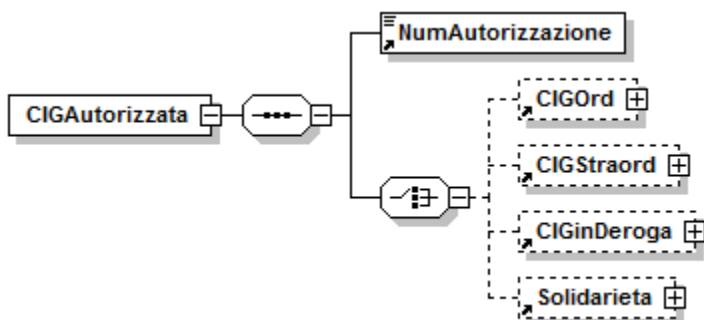 NumAutorizzazione
CIGAutorizzata
CIGOrd
CIGStraord
CIGinDeroga
Solidarieta